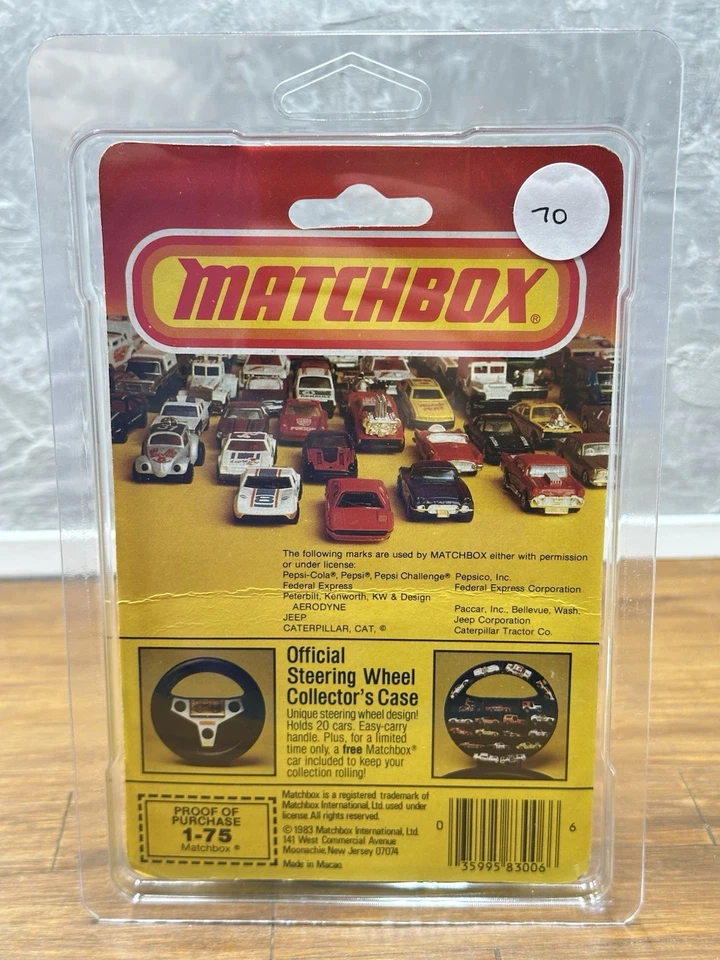 70
MATCHBOX®
The following marks are used by MATCHBOX either with permission
or under license:
Pepsi-Cola®, Pepsi®, Pepsi Challenge® Pepsico, Inc.
Federal Express Federal Express Corporation
Peterbilt, Kenworth, KW & Design
AERODYNE Paccar, Inc., Bellevue, Wash.
JEEP Jeep Corporation
CATERPILLAR, CAT, © Caterpillar Tractor Co.
Official
Steering Wheel
Collector's Case
Unique steering wheel design!
Holds 20 cars. Easy-carry
handle. Plus, for a limited
time only, a free Matchbox®
car included to keep your
collection rolling!
PROOF OF
PURCHASE
1-75
Matchbox®
Matchbox is a registered trademark of
Matchbox International, Ltd. used under
license. All rights reserved.
© 1983 Matchbox International, Ltd.
141 West Commercial Avenue
Moonachie, New Jersey 07074
Made in Macao.
0 35995 83006 6